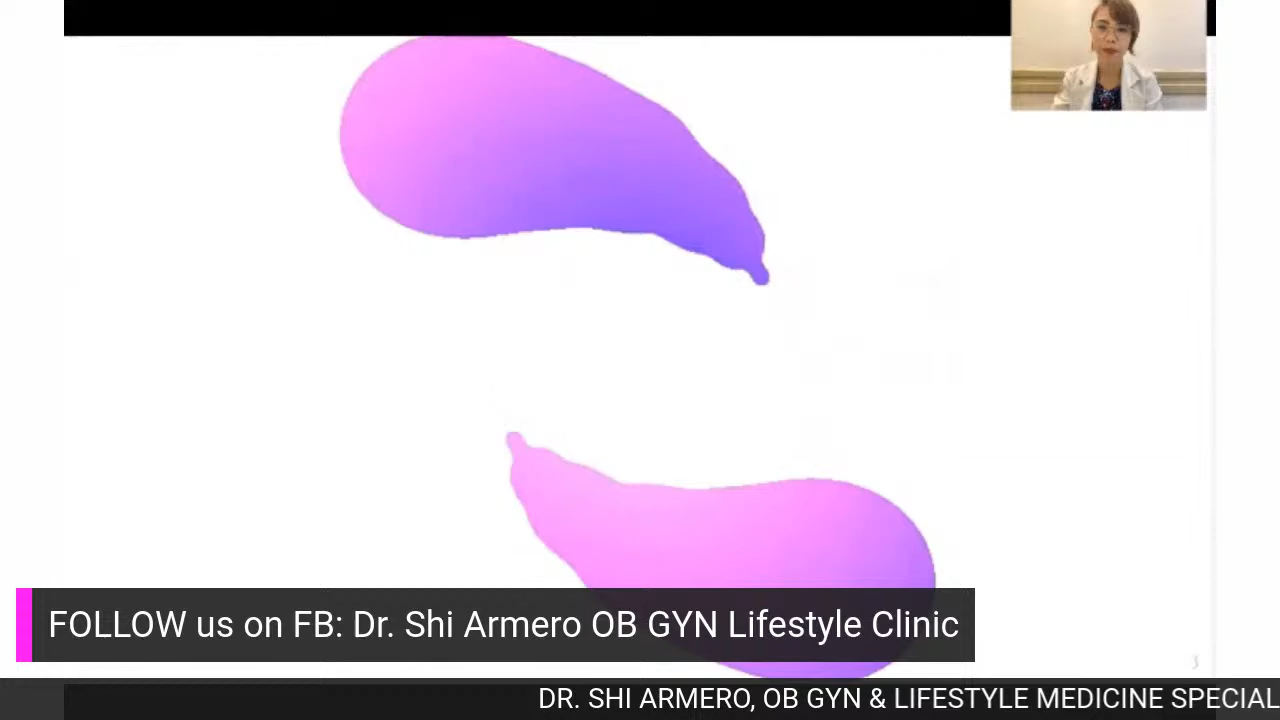 FOLLOW us on FB: Dr. Shi Armero OB GYN Lifestyle Clinic
DR. SHI ARMERO, OB GYN & LIFESTYLE MEDICINE SPECIAL